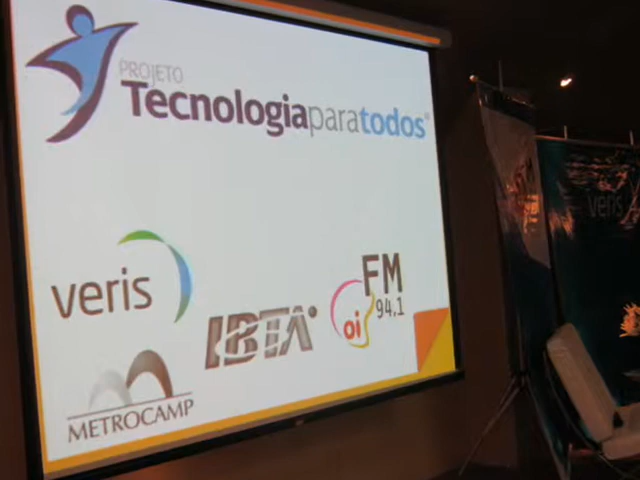 PROJETO
Tecnologiaparatodos®
veris
FM
94.1
oi
IBTA
METROCAMP
veris